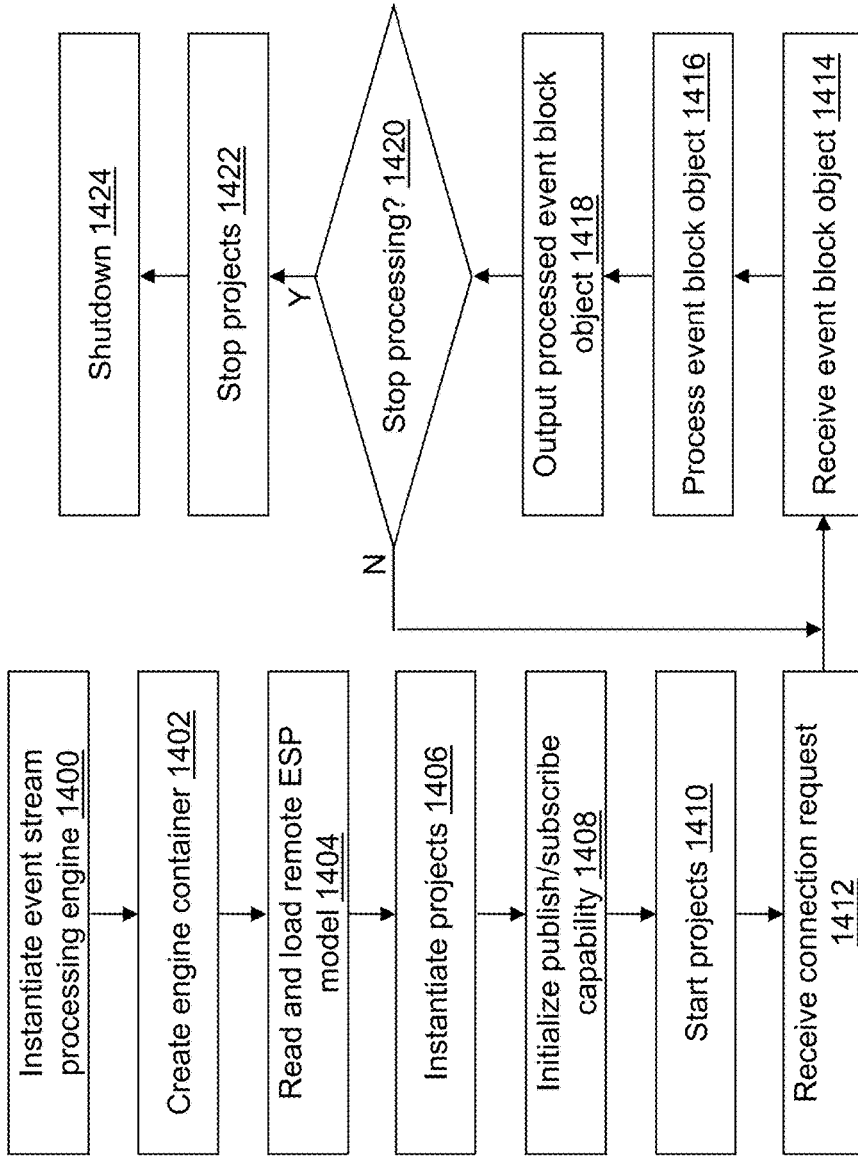 Instantiate event stream
processing engine 1400
Create engine container 1402
Read and load remote ESP
model 1404
Instantiate projects 1406
Initialize publish/subscribe
capability 1408
Start projects 1410
Receive connection request
1412
Receive event block object 1414
Process event block object 1416
Output processed event block
object 1418
Stop processing? 1420
N
Y
Stop projects 1422
Shutdown 1424